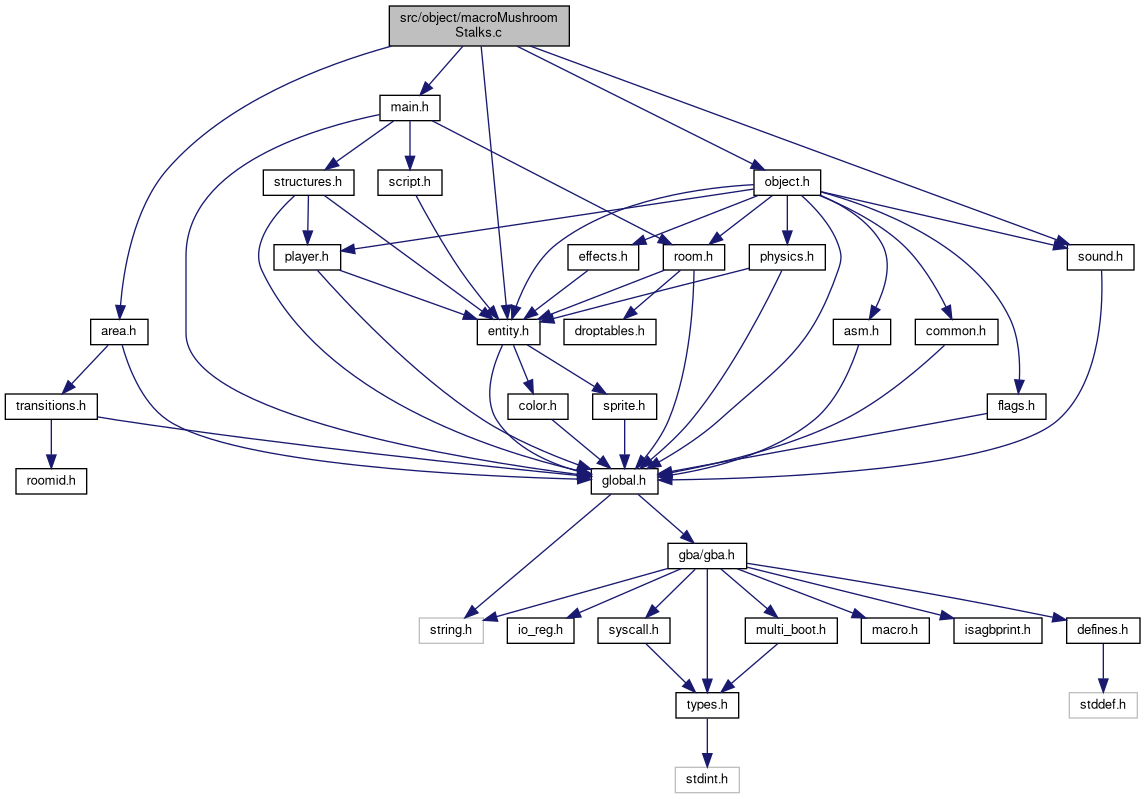 src/object/macroMushroom
Stalks.c
main.h
structures.h
script.h
object.h
player.h
effects.h
room.h
physics.h
sound.h
area.h
entity.h
droptables.h
asm.h
common.h
transitions.h
color.h
sprite.h
flags.h
roomid.h
global.h
gba/gba.h
string.h
io_reg.h
syscall.h
multi_boot.h
macro.h
isagbprint.h
defines.h
types.h
stddef.h
stdint.h